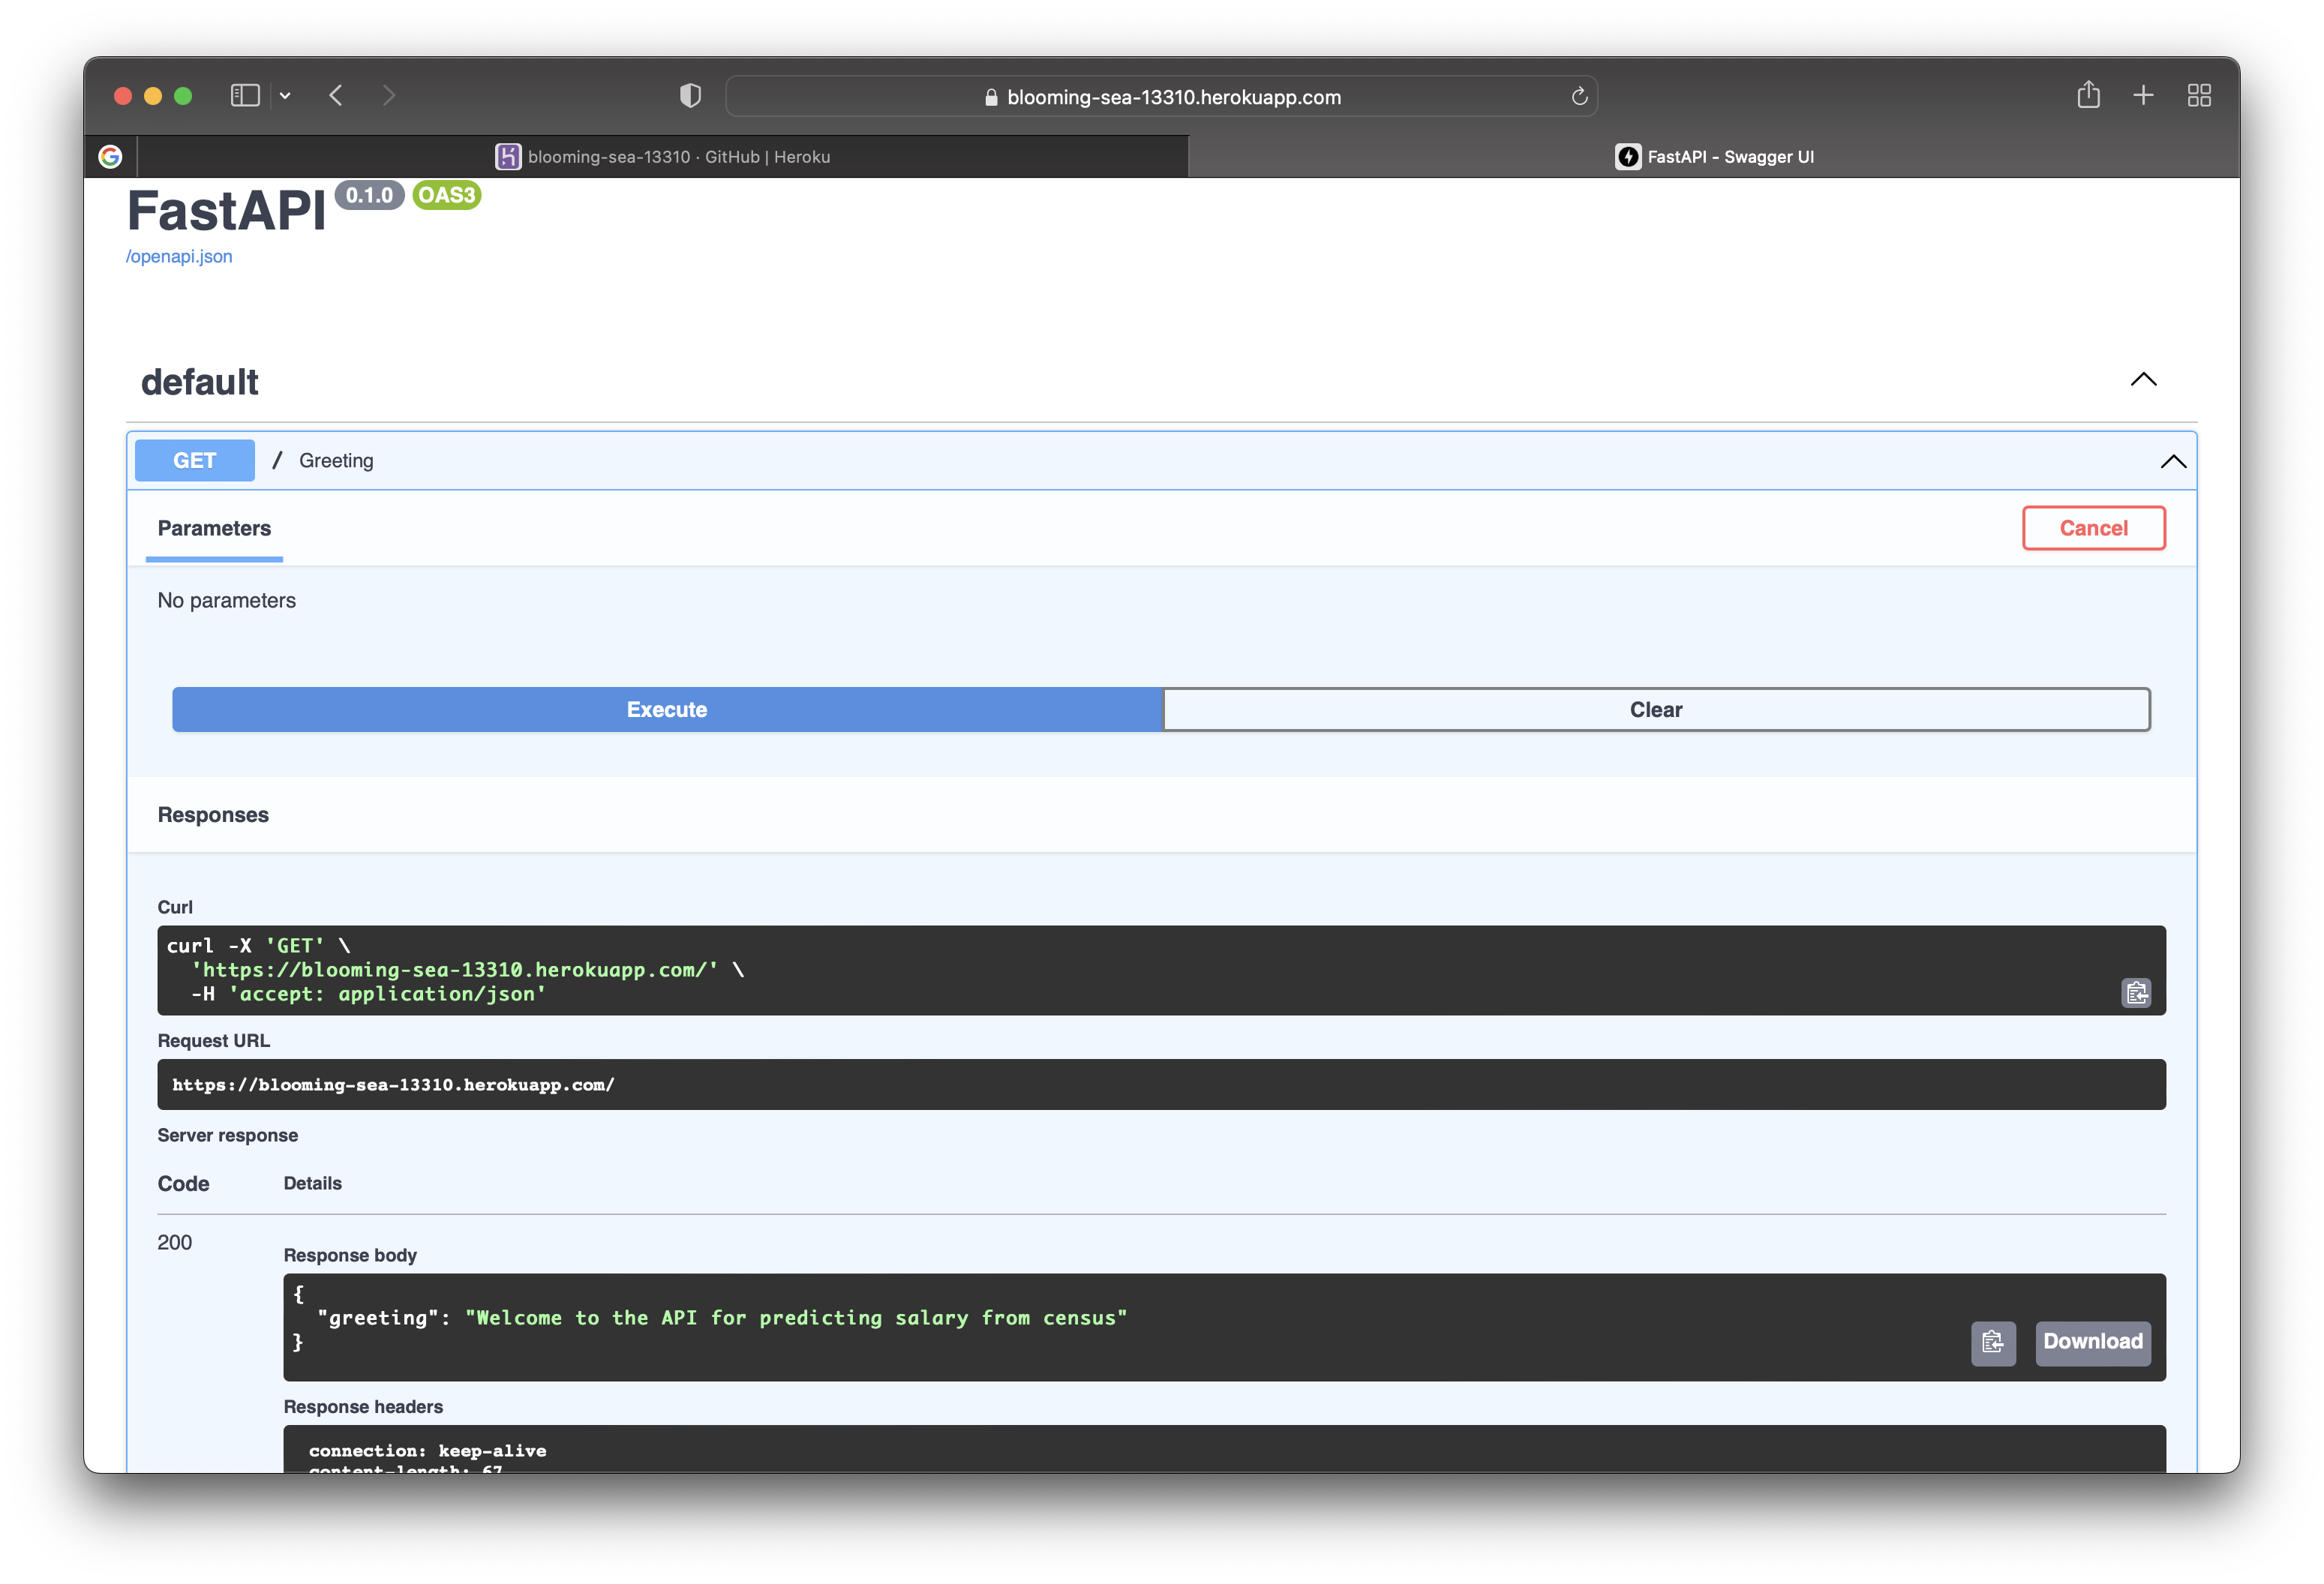 blooming-sea-13310.herokuapp.com
blooming-sea-13310 · GitHub | Heroku
FastAPI - Swagger UI
FastAPI 0.1.0 OAS3
/openapi.json
default
GET / Greeting
Parameters
Cancel
No parameters
Execute
Clear
Responses
Curl
curl -X 'GET' \
'https://blooming-sea-13310.herokuapp.com/' \
-H 'accept: application/json'
Request URL
https://blooming-sea-13310.herokuapp.com/
Server response
Code Details
200
Response body
{
"greeting": "Welcome to the API for predicting salary from census"
}
Download
Response headers
connection: keep-alive
content-length: 67